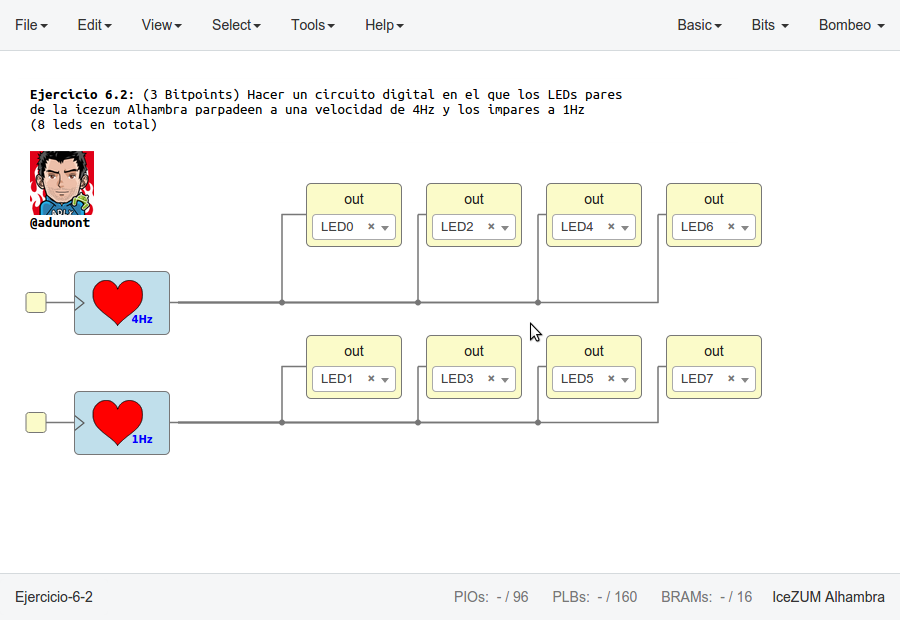 File Edit View Select Tools Help Basic Bits Bombeo
Ejercicio 6.2: (3 Bitpoints) Hacer un circuito digital en el que los LEDs pares
de la icezum Alhambra parpadeen a una velocidad de 4Hz y los impares a 1Hz
(8 leds en total)
@adumont
out out out out
LED0 × LED2 × LED4 × LED6 ×
4Hz
out out out out
LED1 × LED3 × LED5 × LED7 ×
1Hz
Ejercicio-6-2 PIOs: - / 96 PLBs: - / 160 BRAMs: - / 16 IceZUM Alhambra